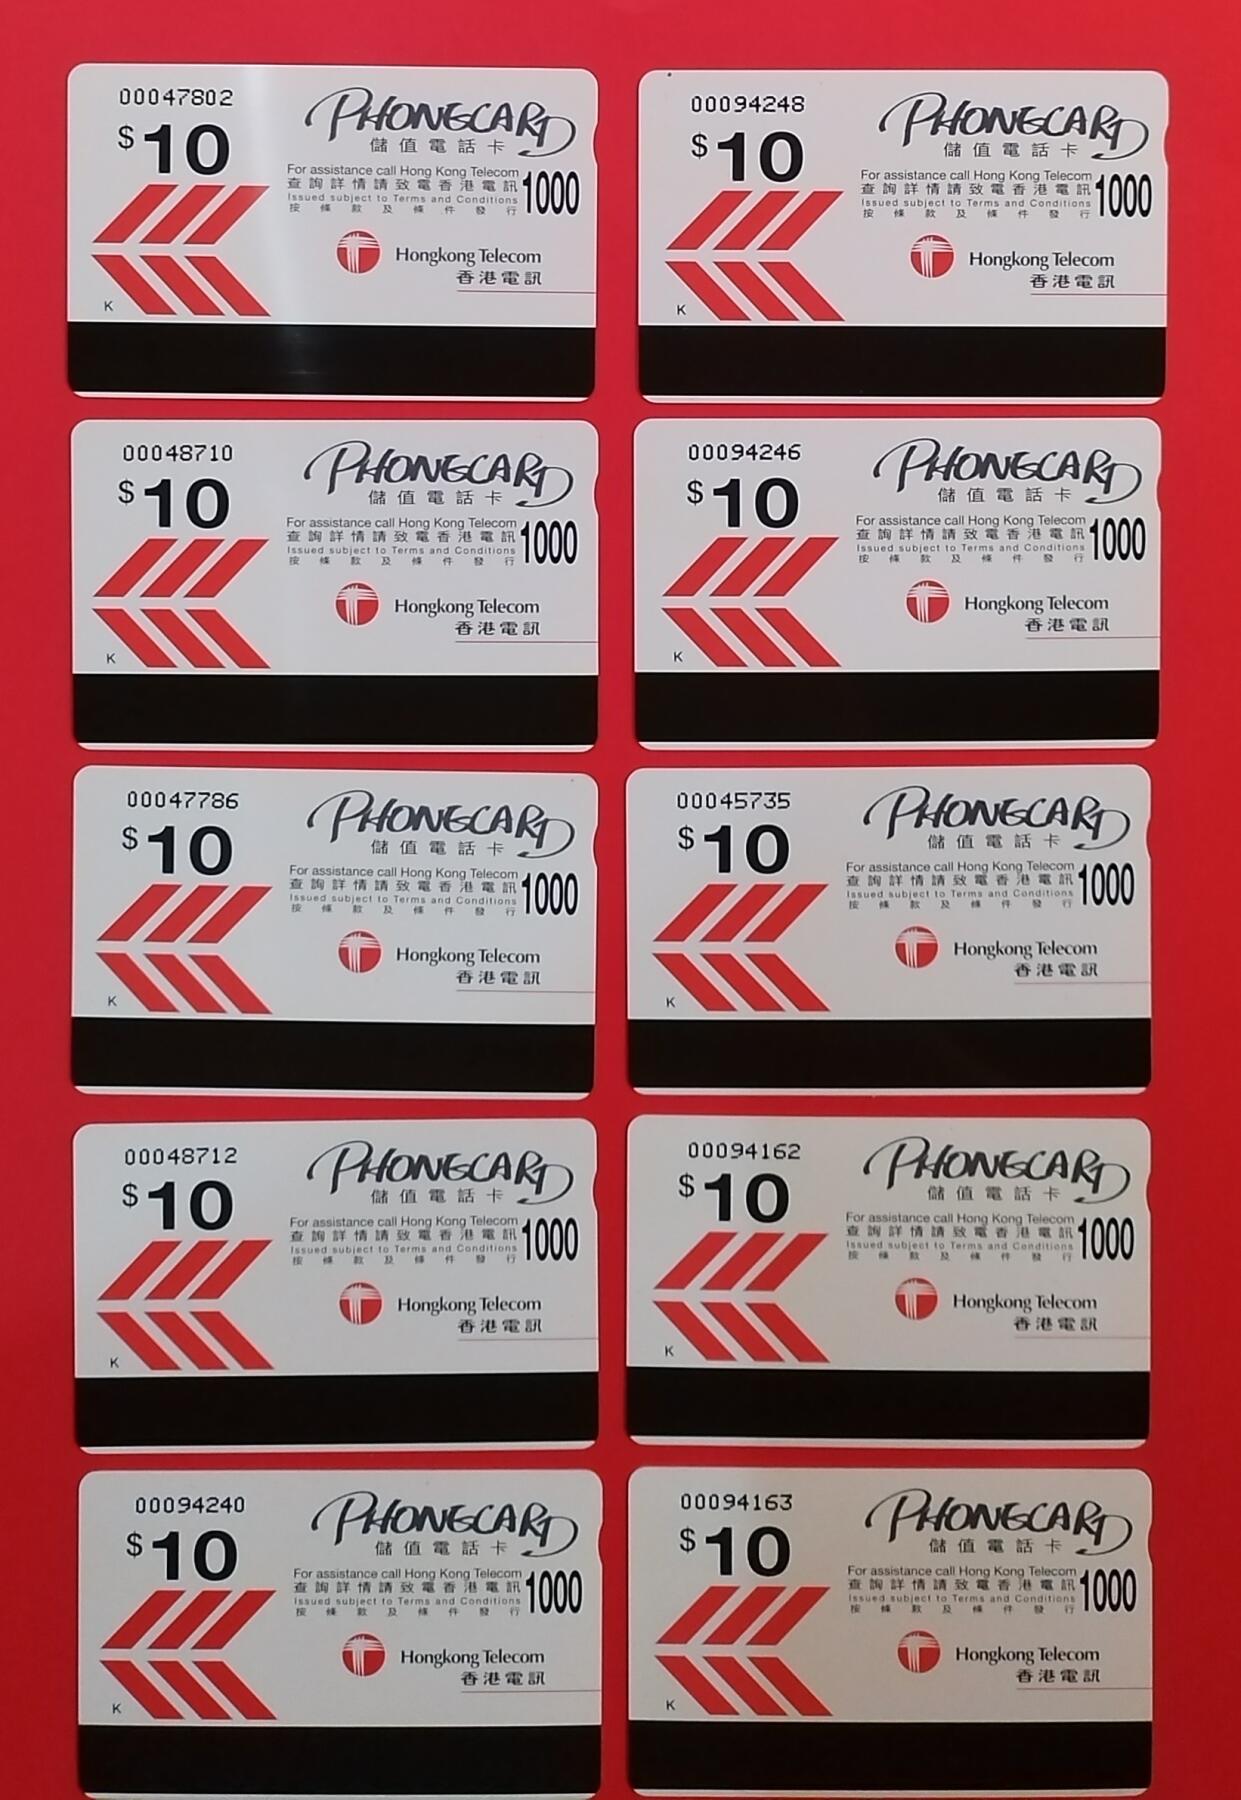 00047802
$10
PHONECARD
儲值電話卡
For assistance call Hong Kong Telecom
查詢詳情請致電香港電訊
1000
Issued subject to Terms and Conditions
按條款及條件發行
Hongkong Telecom
香港電訊
K
00094248
$10
PHONECARD
儲值電話卡
For assistance call Hong Kong Telecom
查詢詳情請致電香港電訊
1000
Issued subject to Terms and Conditions
按條款及條件發行
Hongkong Telecom
香港電訊
K
00048710
$10
PHONECARD
儲值電話卡
For assistance call Hong Kong Telecom
查詢詳情請致電香港電訊
1000
Issued subject to Terms and Conditions
按條款及條件發行
Hongkong Telecom
香港電訊
K
00094246
$10
PHONECARD
儲值電話卡
For assistance call Hong Kong Telecom
查詢詳情請致電香港電訊
1000
Issued subject to Terms and Conditions
按條款及條件發行
Hongkong Telecom
香港電訊
K
00047786
$10
PHONECARD
儲值電話卡
For assistance call Hong Kong Telecom
查詢詳情請致電香港電訊
1000
Issued subject to Terms and Conditions
按條款及條件發行
Hongkong Telecom
香港電訊
K
00045735
$10
PHONECARD
儲值電話卡
For assistance call Hong Kong Telecom
查詢詳情請致電香港電訊
1000
Issued subject to Terms and Conditions
按條款及條件發行
Hongkong Telecom
香港電訊
K
00048712
$10
PHONECARD
儲值電話卡
For assistance call Hong Kong Telecom
查詢詳情請致電香港電訊
1000
Issued subject to Terms and Conditions
按條款及條件發行
Hongkong Telecom
香港電訊
K
00094162
$10
PHONECARD
儲值電話卡
For assistance call Hong Kong Telecom
查詢詳情請致電香港電訊
1000
Issued subject to Terms and Conditions
按條款及條件發行
Hongkong Telecom
香港電訊
K
00094240
$10
PHONECARD
儲值電話卡
For assistance call Hong Kong Telecom
查詢詳情請致電香港電訊
1000
Issued subject to Terms and Conditions
按條款及條件發行
Hongkong Telecom
香港電訊
K
00094163
$10
PHONECARD
儲值電話卡
For assistance call Hong Kong Telecom
查詢詳情請致電香港電訊
1000
Issued subject to Terms and Conditions
按條款及條件發行
Hongkong Telecom
香港電訊
K